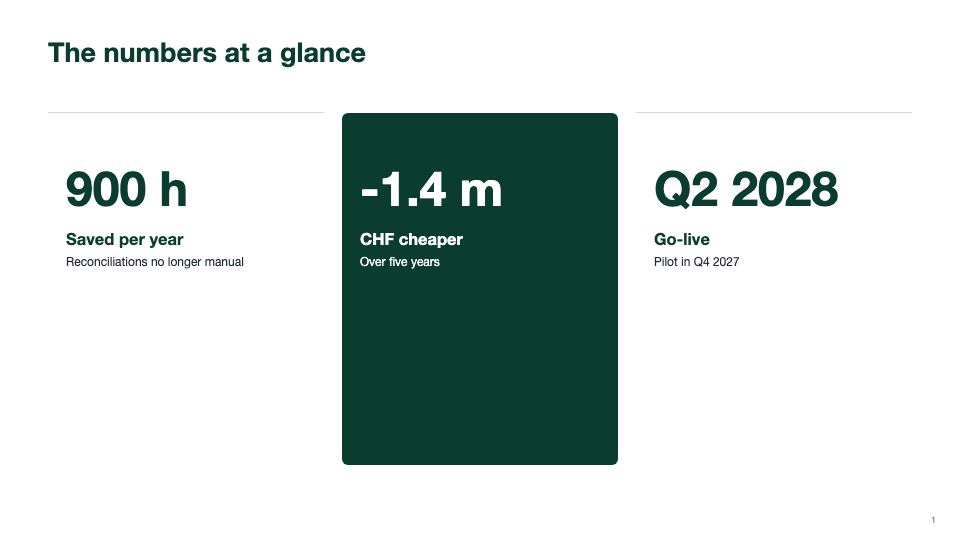 The numbers at a glance
900 h
Saved per year
Reconciliations no longer manual
-1.4 m
CHF cheaper
Over five years
Q2 2028
Go-live
Pilot in Q4 2027
1